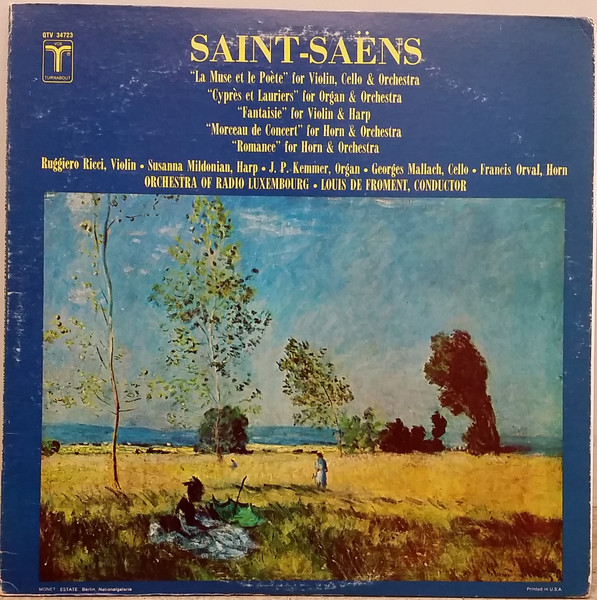 QTV 34723
VOX
TURNABOUT
SAINT-SAËNS
"La Muse et le Poète" for Violin, Cello & Orchestra
"Cyprès et Lauriers" for Organ & Orchestra
"Fantaisie" for Violin & Harp
"Morceau de Concert" for Horn & Orchestra
"Romance" for Horn & Orchestra
Ruggiero Ricci, Violin • Susanna Mildonian, Harp • J. P. Kemmer, Organ • Georges Mallach, Cello • Francis Orval, Horn
ORCHESTRA OF RADIO LUXEMBOURG • LOUIS DE FROMENT, CONDUCTOR
MONET: ESTATE: Berlin, Nationalgalerie
Printed in U.S.A.